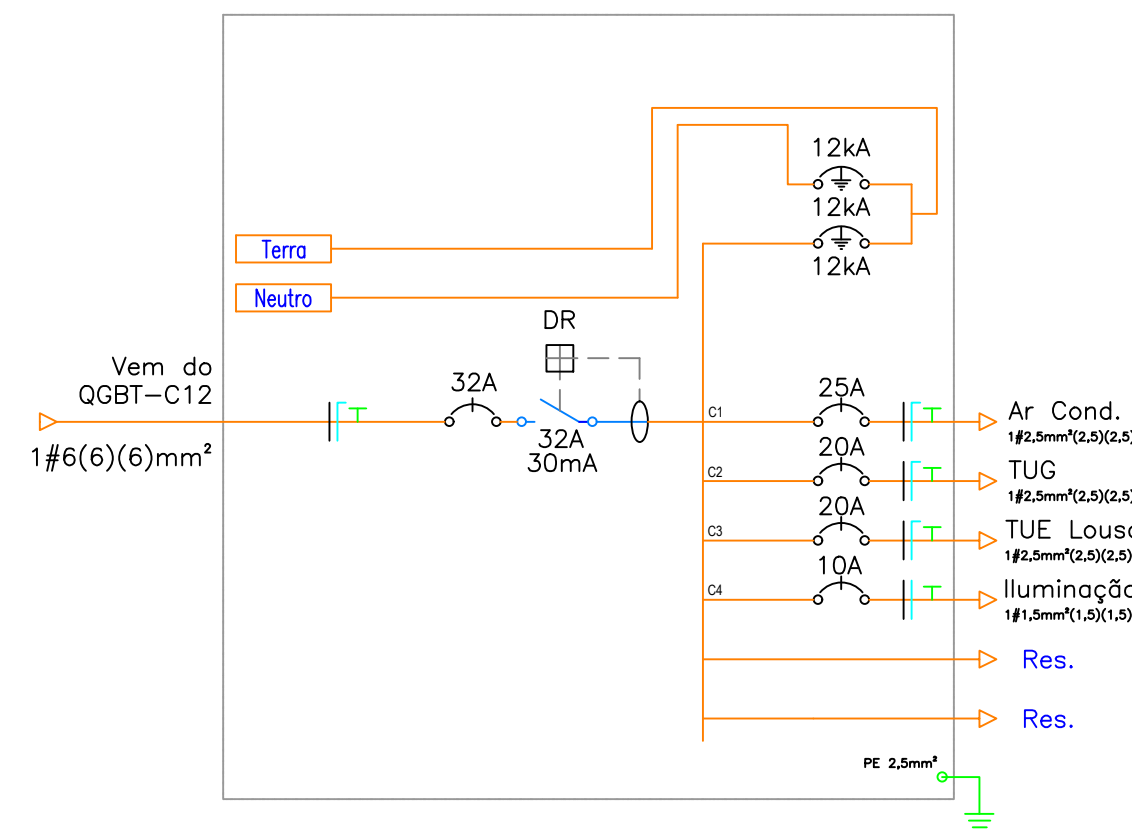 12kA
12kA
12kA
Terra
Neutro
DR
Vem do
QGBT-C12
1#6(6)(6)mm²
32A
32A
30mA
C1
25A
Ar Cond.
1#2,5mm²(2,5)(2,5)
C2
20A
TUG
1#2,5mm²(2,5)(2,5)
C3
20A
TUE Lousa
1#2,5mm²(2,5)(2,5)
C4
10A
Iluminação
1#1,5mm²(1,5)(1,5)
Res.
Res.
PE 2,5mm²